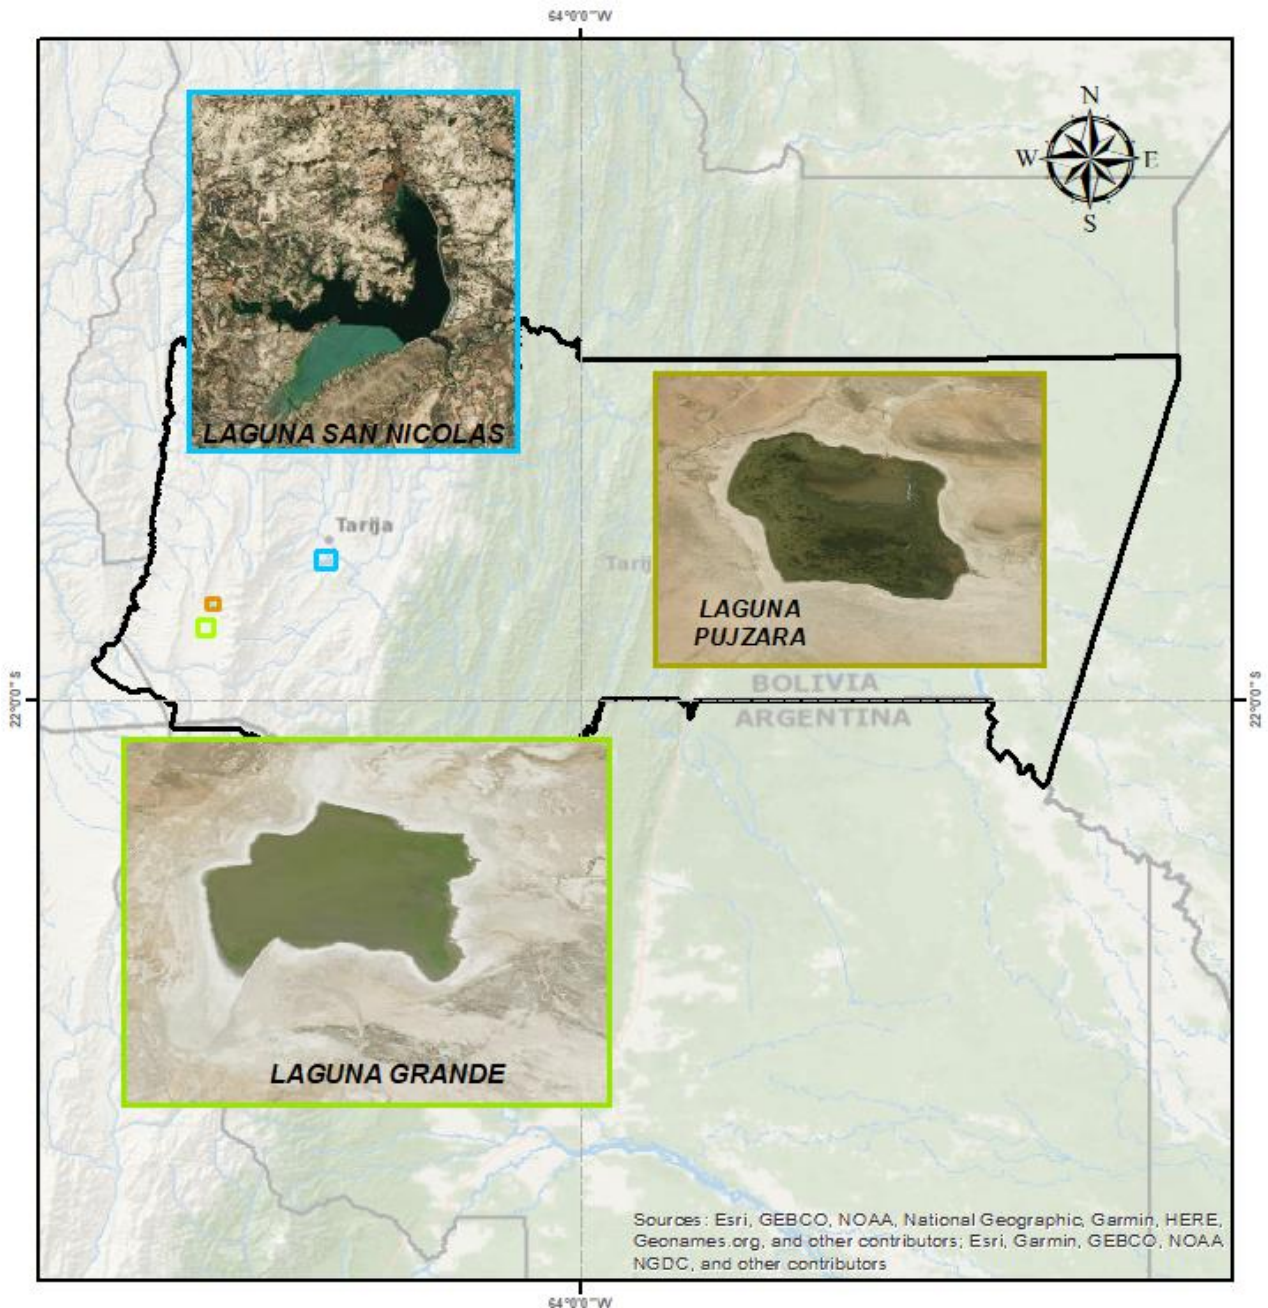 64°0'0"W
N
W
E
S
LAGUNA SAN NICOLAS
Tarija
LAGUNA
PUJZARA
22°0'0"S
22°0'0"S
BOLIVIA
ARGENTINA
LAGUNA GRANDE
Sources: Esri, GEBCO, NOAA, National Geographic, Garmin, HERE,
Geonames.org, and other contributors; Esri, Garmin, GEBCO, NOAA
NGDC, and other contributors
64°0'0"W